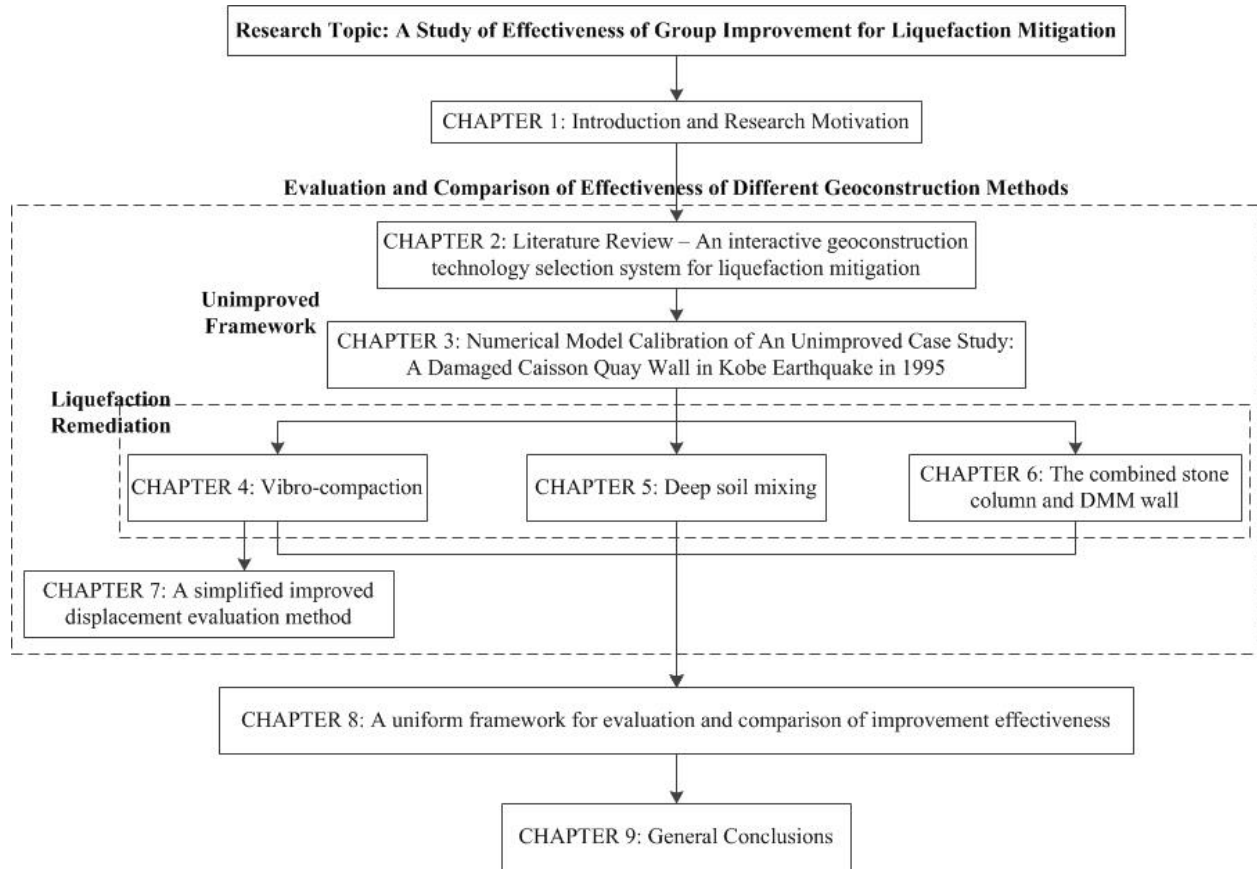 Research Topic: A Study of Effectiveness of Group Improvement for Liquefaction Mitigation
CHAPTER 1: Introduction and Research Motivation
Evaluation and Comparison of Effectiveness of Different Geoconstruction Methods
CHAPTER 2: Literature Review – An interactive geoconstruction
technology selection system for liquefaction mitigation
Unimproved
Framework
CHAPTER 3: Numerical Model Calibration of An Unimproved Case Study:
A Damaged Caisson Quay Wall in Kobe Earthquake in 1995
Liquefaction
Remediation
CHAPTER 4: Vibro-compaction
CHAPTER 5: Deep soil mixing
CHAPTER 6: The combined stone
column and DMM wall
CHAPTER 7: A simplified improved
displacement evaluation method
CHAPTER 8: A uniform framework for evaluation and comparison of improvement effectiveness
CHAPTER 9: General Conclusions